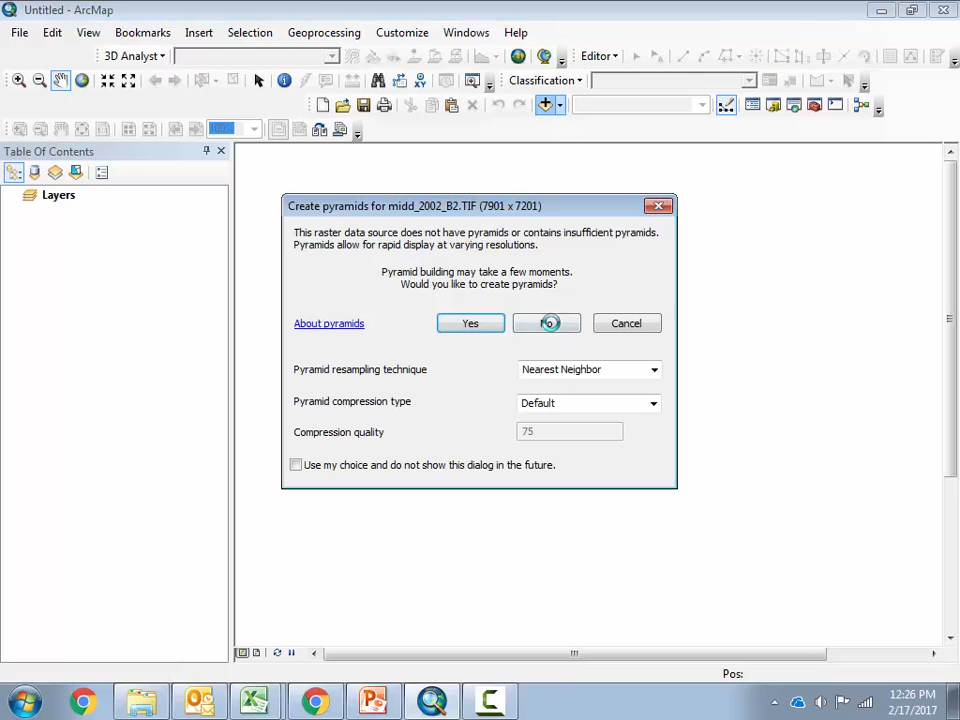 Untitled - ArcMap
File Edit View Bookmarks Insert Selection Geoprocessing Customize Windows Help
3D Analyst Editor
Classification
100%
Table Of Contents
Layers
Create pyramids for midd_2002_B2.TIF (7901 x 7201)
This raster data source does not have pyramids or contains insufficient pyramids.
Pyramids allow for rapid display at varying resolutions.
Pyramid building may take a few moments.
Would you like to create pyramids?
About pyramids Yes No Cancel
Pyramid resampling technique Nearest Neighbor
Pyramid compression type Default
Compression quality 75
Use my choice and do not show this dialog in the future.
Pos:
12:26 PM
2/17/2017